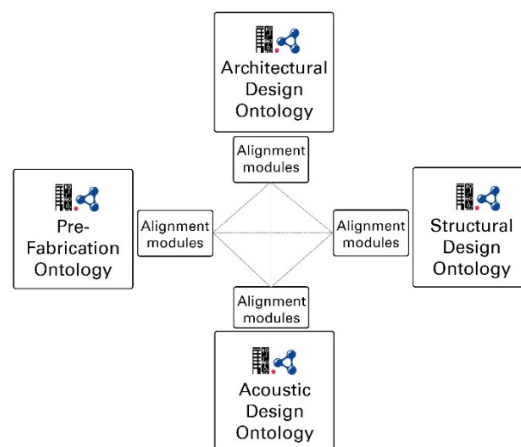 Architectural
Design
Ontology
Alignment
modules
Pre-
Fabrication
Ontology
Alignment
modules
Alignment
modules
Structural
Design
Ontology
Alignment
modules
Acoustic
Design
Ontology